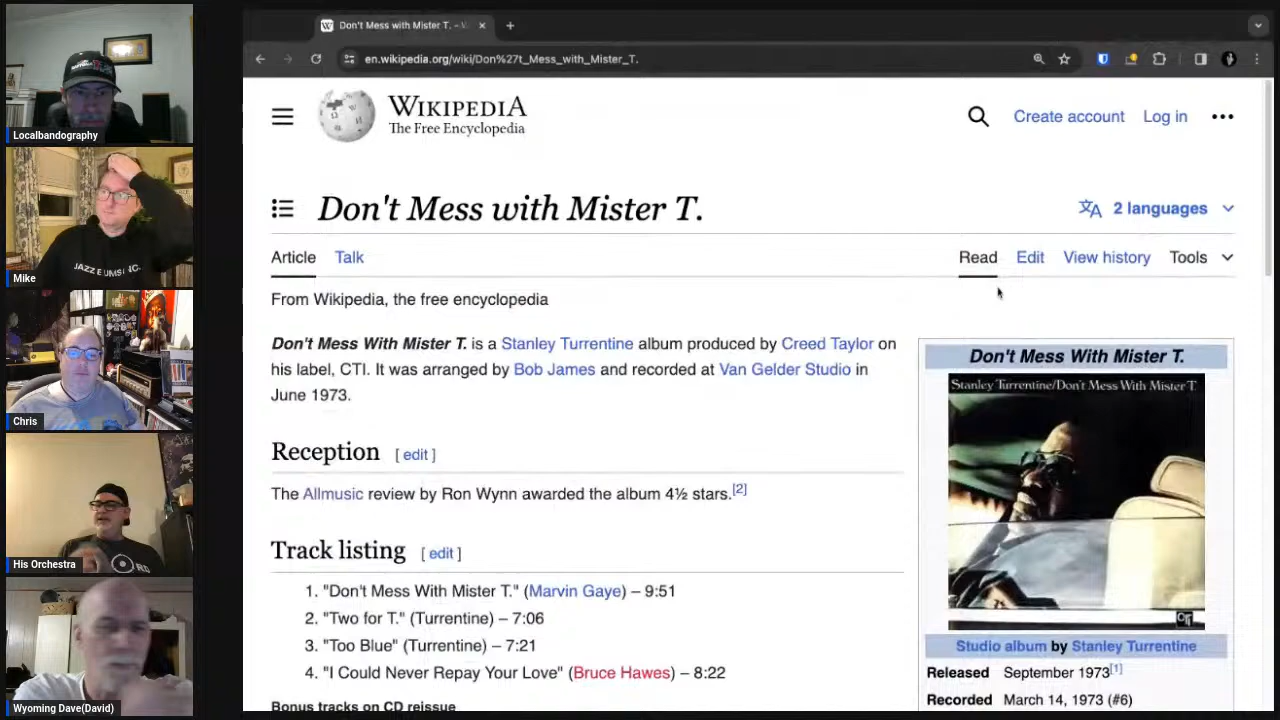 Localbandography
Mike
Chris
His Orchestra
Wyoming Dave(David)
Don't Mess with Mister T. -
en.wikipedia.org/wiki/Don%27t_Mess_with_Mister_T.
WIKIPEDIA
The Free Encyclopedia
Create account
Log in
Don't Mess with Mister T.
2 languages
Article
Talk
Read
Edit
View history
Tools
From Wikipedia, the free encyclopedia
Don't Mess With Mister T. is a Stanley Turrentine album produced by Creed Taylor on
his label, CTI. It was arranged by Bob James and recorded at Van Gelder Studio in
June 1973.
Reception [ edit ]
The Allmusic review by Ron Wynn awarded the album 4½ stars.[2]
Track listing [ edit ]
1. "Don't Mess With Mister T." (Marvin Gaye) – 9:51
2. "Two for T." (Turrentine) – 7:06
3. "Too Blue" (Turrentine) – 7:21
4. "I Could Never Repay Your Love" (Bruce Hawes) – 8:22
Bonus tracks on CD reissue
Don't Mess With Mister T.
Stanley Turrentine/Don't Mess With Mister T.
Studio album by Stanley Turrentine
Released September 1973[1]
Recorded March 14, 1973 (#6)